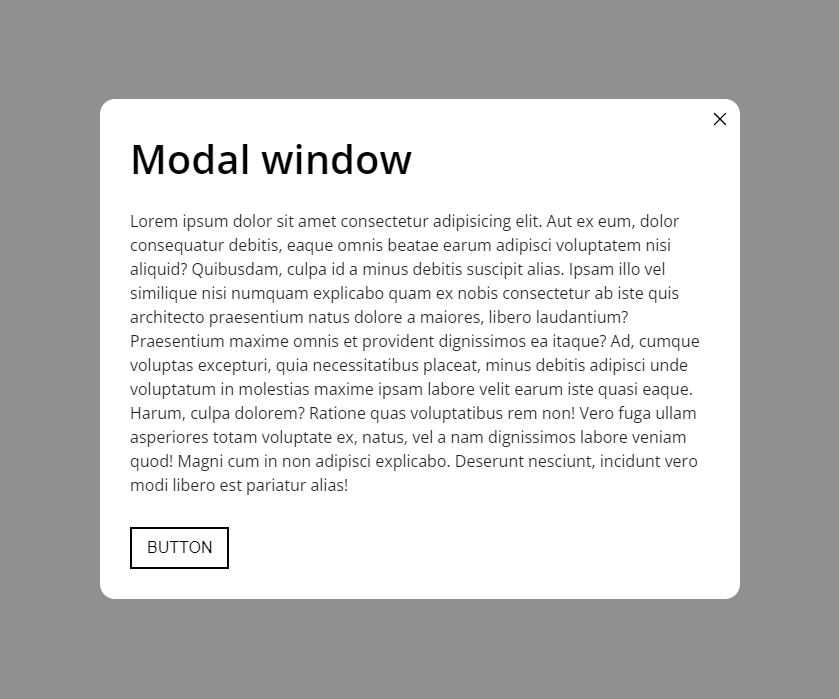 Modal window
Lorem ipsum dolor sit amet consectetur adipisicing elit. Aut ex eum, dolor
consequatur debitis, eaque omnis beatae earum adipisci voluptatem nisi
aliquid? Quibusdam, culpa id a minus debitis suscipit alias. Ipsam illo vel
similique nisi numquam explicabo quam ex nobis consectetur ab iste quis
architecto praesentium natus dolore a maiores, libero laudantium?
Praesentium maxime omnis et provident dignissimos ea itaque? Ad, cumque
voluptas excepturi, quia necessitatibus placeat, minus debitis adipisci unde
voluptatum in molestias maxime ipsam labore velit earum iste quasi eaque.
Harum, culpa dolorem? Ratione quas voluptatibus rem non! Vero fuga ullam
asperiores totam voluptate ex, natus, vel a nam dignissimos labore veniam
quod! Magni cum in non adipisci explicabo. Deserunt nesciunt, incidunt vero
modi libero est pariatur alias!
BUTTON